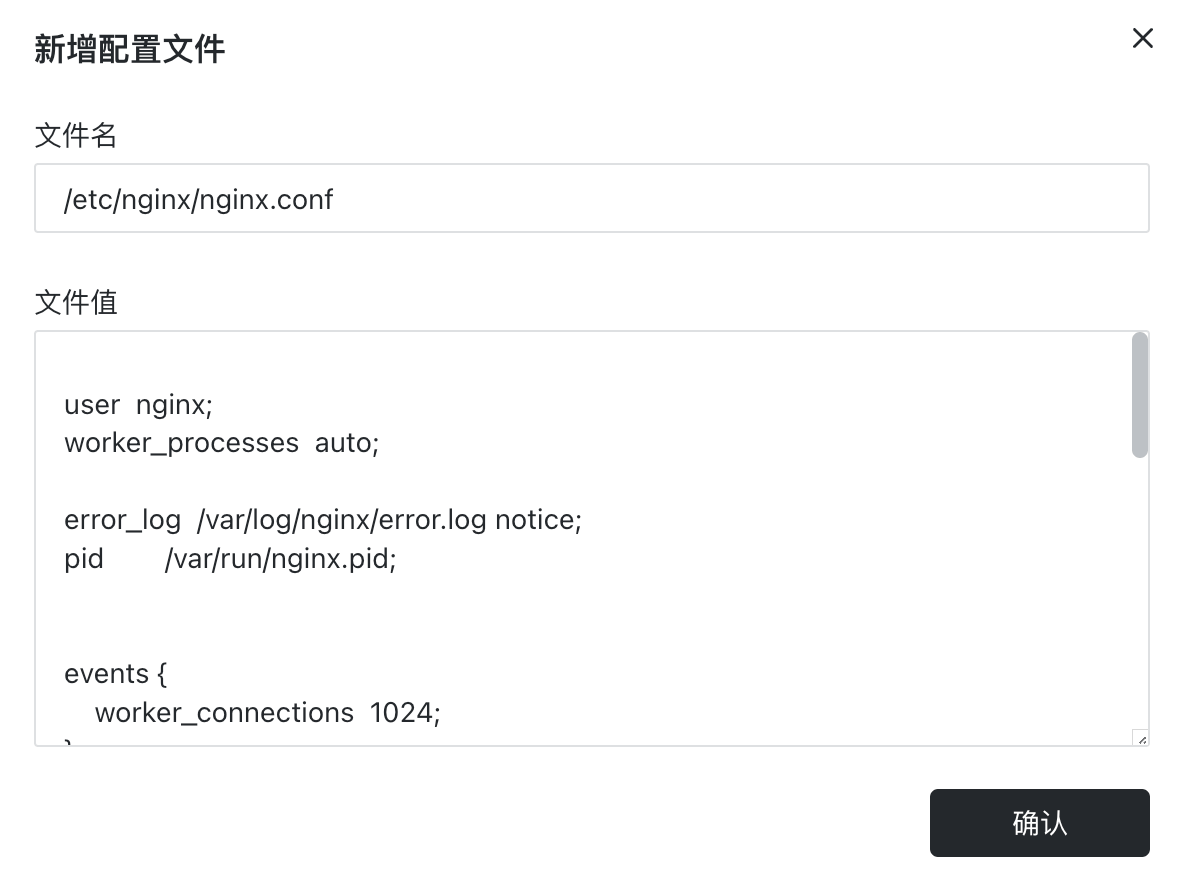 新增配置文件
文件名
/etc/nginx/nginx.conf
文件值
user  nginx;
worker_processes  auto;
error_log  /var/log/nginx/error.log notice;
pid        /var/run/nginx.pid;
events {
    worker_connections  1024;
}
确认